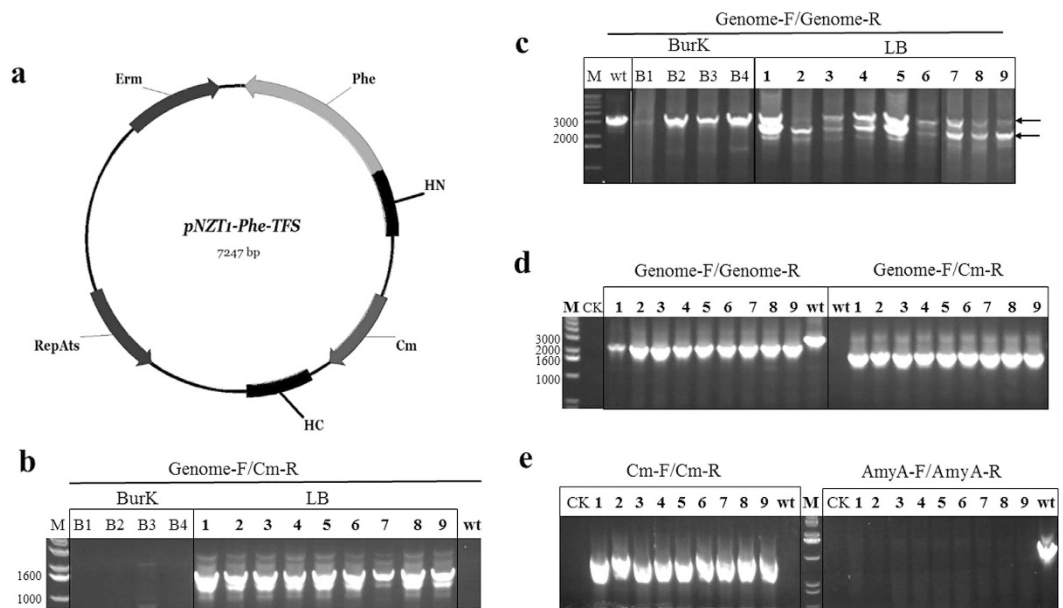 a
Erm
Phe
HN
pNZT1-Phe-TFS
7247 bp
RepAts
Cm
HC
b
Genome-F/Cm-R
BurK LB
M B1 B2 B3 B4 1 2 3 4 5 6 7 8 9 wt
1600
1000
c
Genome-F/Genome-R
BurK LB
M wt B1 B2 B3 B4 1 2 3 4 5 6 7 8 9
3000
2000
d
Genome-F/Genome-R Genome-F/Cm-R
M CK 1 2 3 4 5 6 7 8 9 wt wt 1 2 3 4 5 6 7 8 9
3000
2000
1600
1000
e
Cm-F/Cm-R AmyA-F/AmyA-R
CK 1 2 3 4 5 6 7 8 9 wt M CK 1 2 3 4 5 6 7 8 9 wt